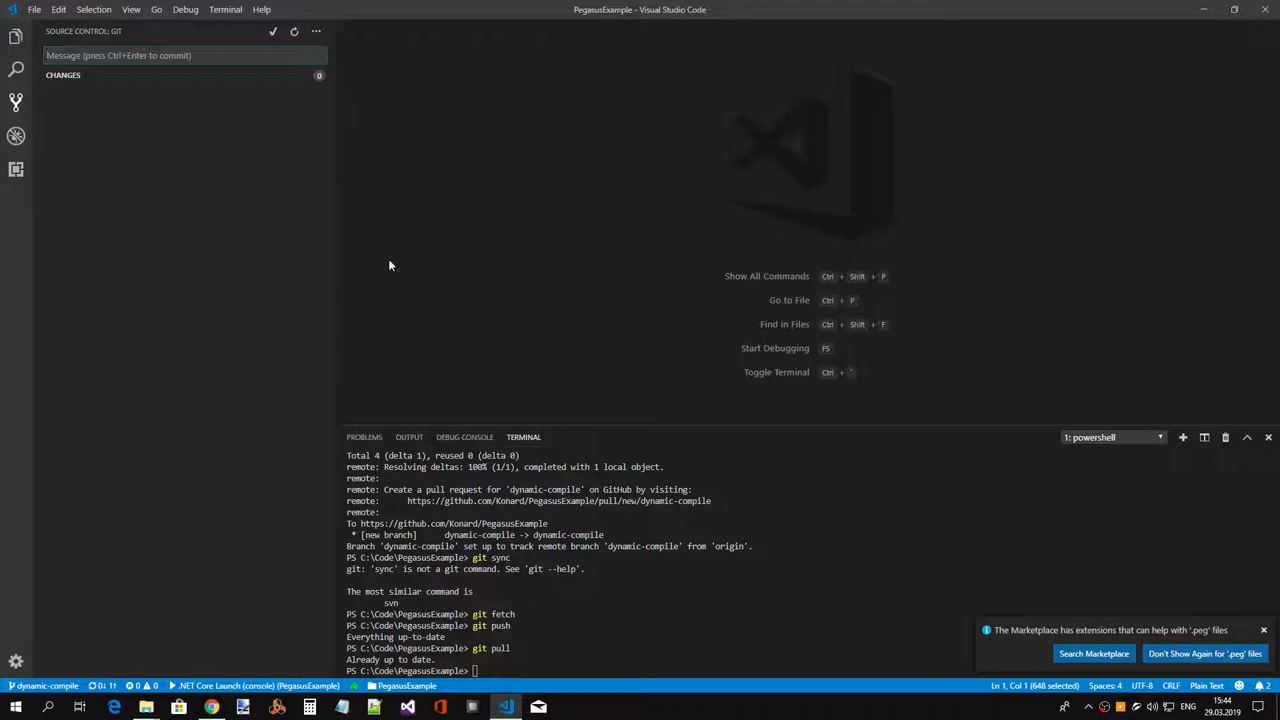 File Edit Selection View Go Debug Terminal Help
PegasusExample - Visual Studio Code
SOURCE CONTROL: GIT
Message (press Ctrl+Enter to commit)
CHANGES 0
Show All Commands Ctrl + Shift + P
Go to File Ctrl + P
Find in Files Ctrl + Shift + F
Start Debugging F5
Toggle Terminal Ctrl + `
PROBLEMS OUTPUT DEBUG CONSOLE TERMINAL
1: powershell
Total 4 (delta 1), reused 0 (delta 0)
remote: Resolving deltas: 100% (1/1), completed with 1 local object.
remote:
remote: Create a pull request for 'dynamic-compile' on GitHub by visiting:
remote: https://github.com/Konard/PegasusExample/pull/new/dynamic-compile
remote:
To https://github.com/Konard/PegasusExample
* [new branch] dynamic-compile -> dynamic-compile
Branch 'dynamic-compile' set up to track remote branch 'dynamic-compile' from 'origin'.
PS C:\Code\PegasusExample> git sync
git: 'sync' is not a git command. See 'git --help'.
The most similar command is
svn
PS C:\Code\PegasusExample> git fetch
PS C:\Code\PegasusExample> git push
Everything up-to-date
PS C:\Code\PegasusExample> git pull
Already up to date.
PS C:\Code\PegasusExample>
The Marketplace has extensions that can help with '.peg' files
Search Marketplace
Don't Show Again for '.peg' files
dynamic-compile 0↓ 1↑ 0 0 .NET Core Launch (console) (PegasusExample) PegasusExample
Ln 1, Col 1 (648 selected) Spaces: 4 UTF-8 CRLF Plain Text 2
ENG
15:44
29.03.2019